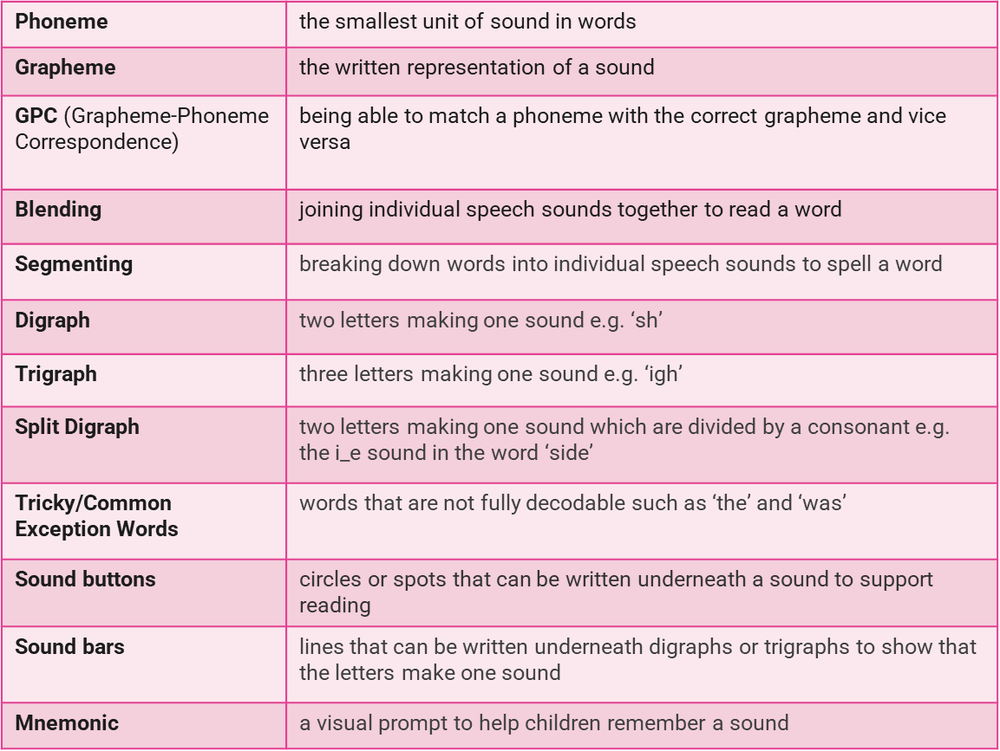 Phoneme the smallest unit of sound in words
Grapheme the written representation of a sound
GPC (Grapheme-Phoneme
Correspondence)
being able to match a phoneme with the correct grapheme and vice
versa
Blending joining individual speech sounds together to read a word
Segmenting breaking down words into individual speech sounds to spell a word
Digraph two letters making one sound e.g. ‘sh’
Trigraph three letters making one sound e.g. ‘igh’
Split Digraph
two letters making one sound which are divided by a consonant e.g.
the i_e sound in the word ‘side’
Tricky/Common
Exception Words
words that are not fully decodable such as ‘the’ and ‘was’
Sound buttons
circles or spots that can be written underneath a sound to support
reading
Sound bars
lines that can be written underneath digraphs or trigraphs to show that
the letters make one sound
Mnemonic a visual prompt to help children remember a sound